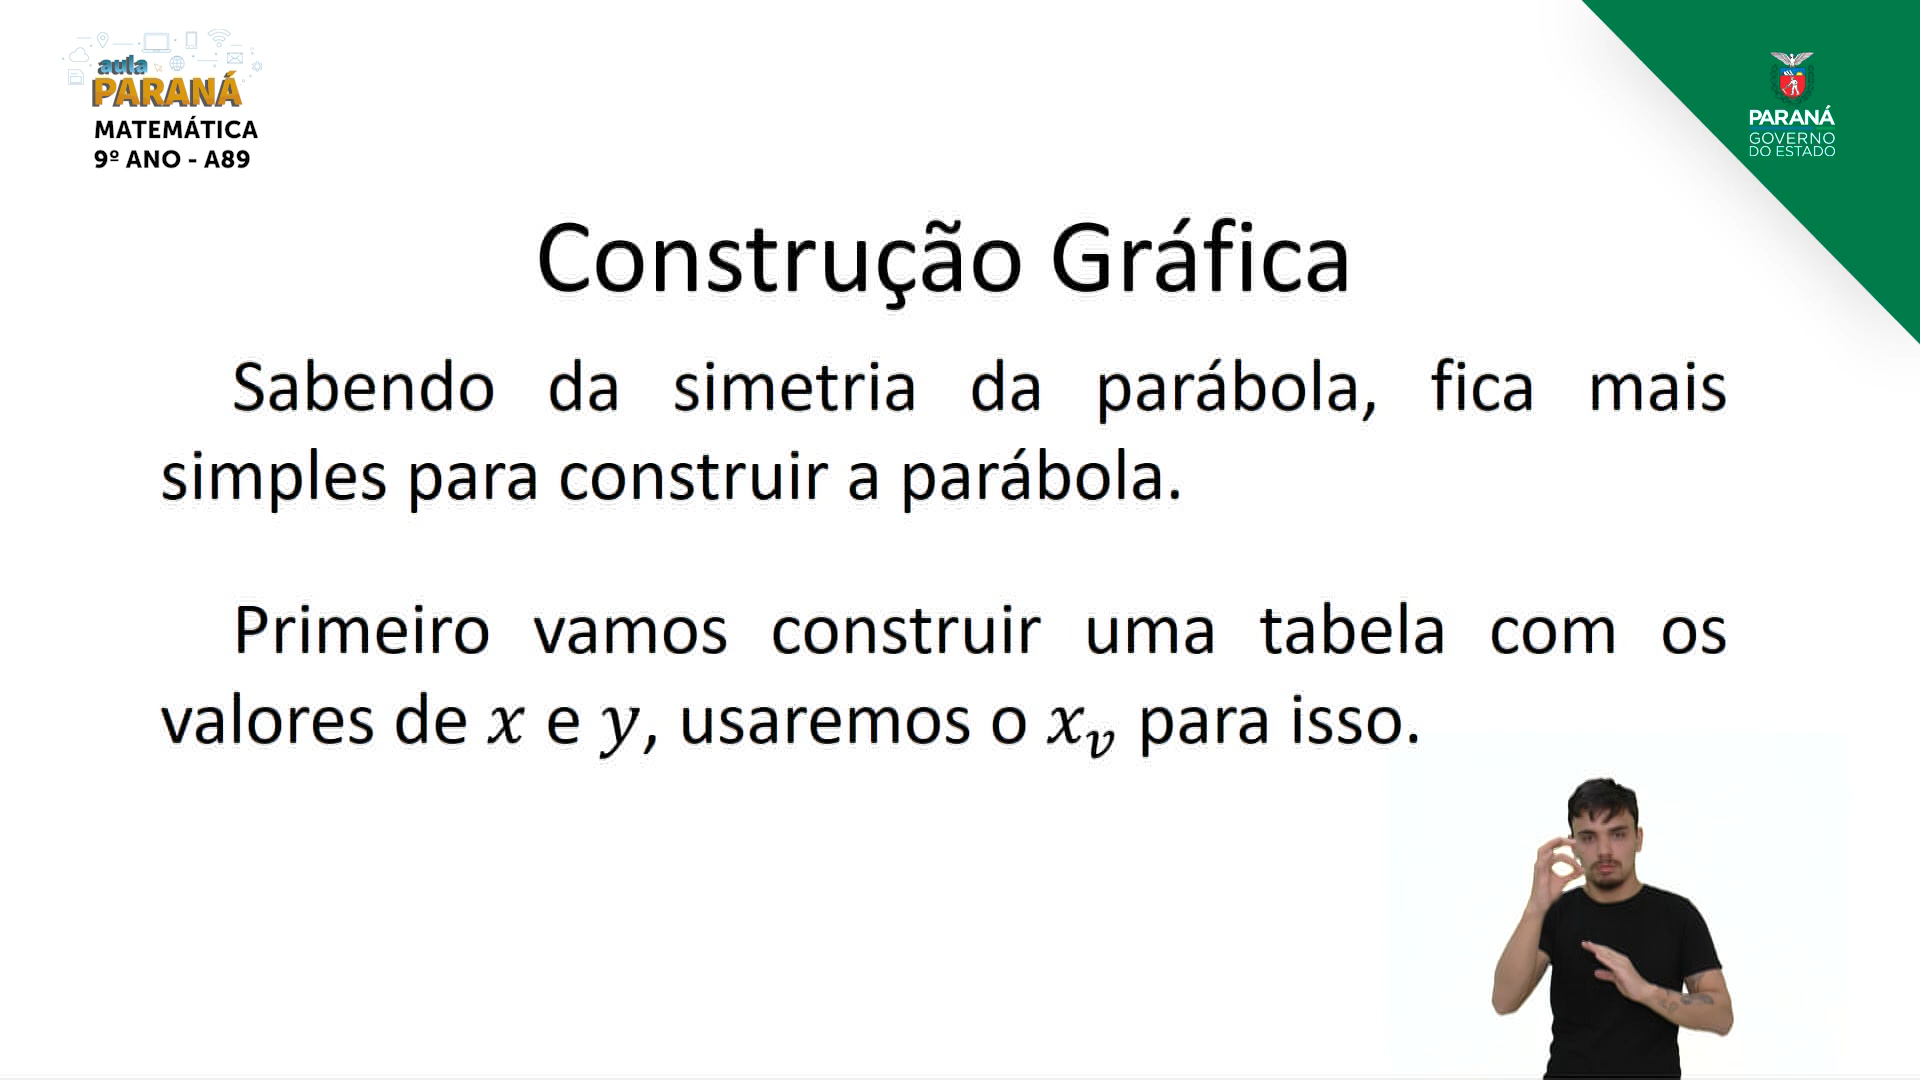 aula
PARANÁ
MATEMÁTICA
9º ANO - A89
PARANÁ
GOVERNO
DO ESTADO
Construção Gráfica
Sabendo da simetria da parábola, fica mais
simples para construir a parábola.
Primeiro vamos construir uma tabela com os
valores de x e y, usaremos o xᵥ para isso.